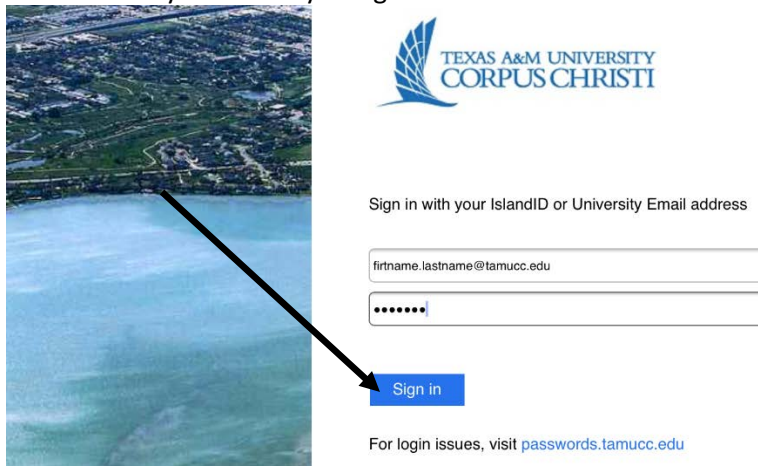 TEXAS A&M UNIVERSITY
CORPUS CHRISTI
Sign in with your IslandID or University Email address
firtname.lastname@tamucc.edu
•••••••
Sign in
For login issues, visit passwords.tamucc.edu